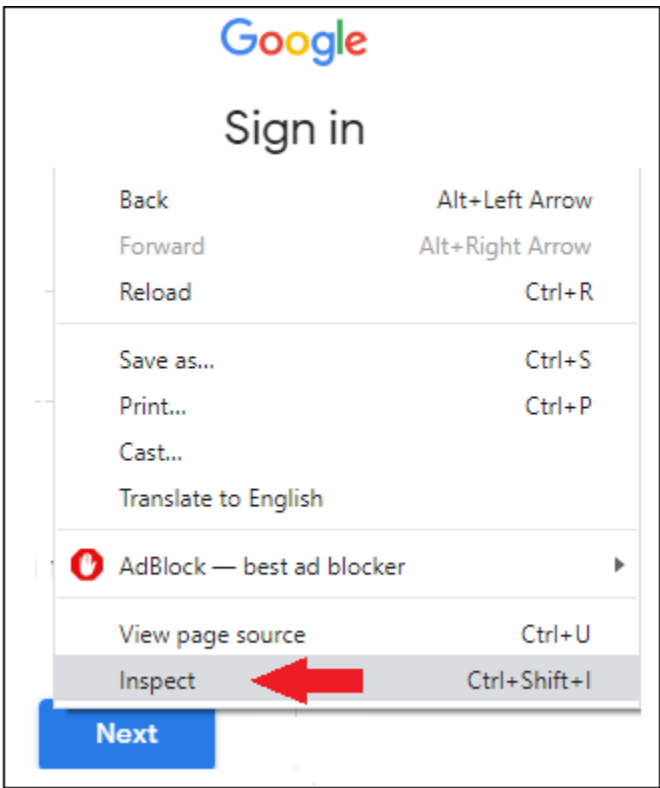 Google
Sign in
Back Alt+Left Arrow
Forward Alt+Right Arrow
Reload Ctrl+R
Save as... Ctrl+S
Print... Ctrl+P
Cast...
Translate to English
AdBlock — best ad blocker
View page source Ctrl+U
Inspect Ctrl+Shift+I
Next